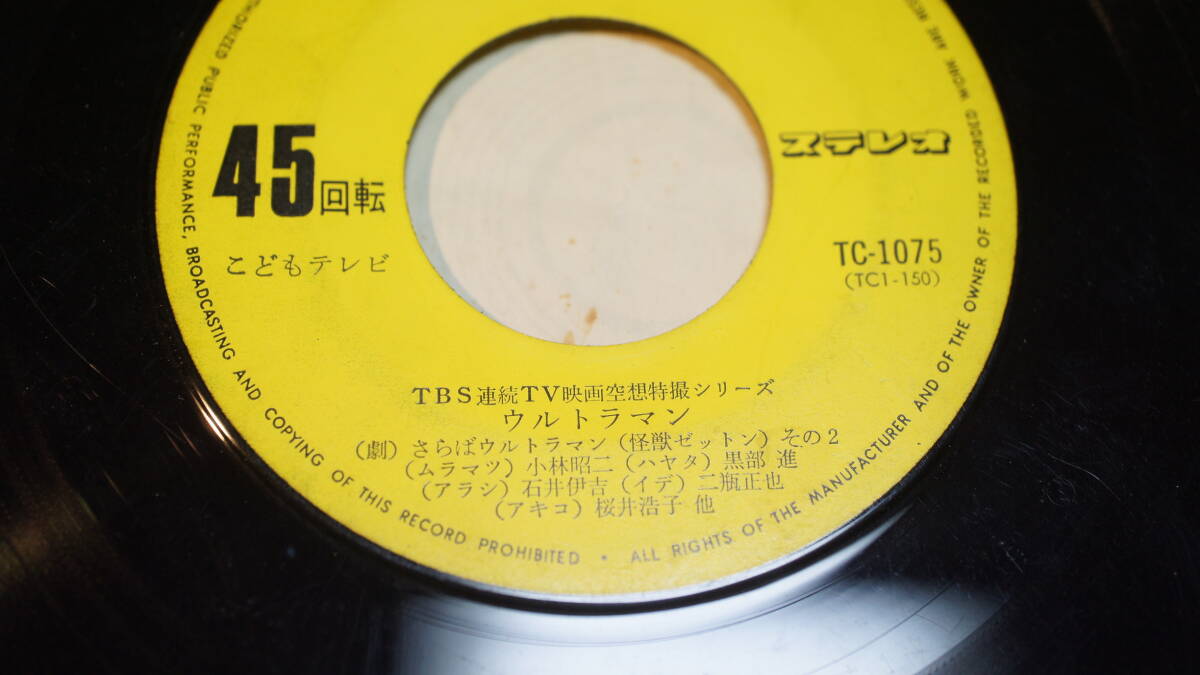 45回転
ステレオ
こどもテレビ
TC-1075
(TC1-150)
TBS連続TV映画空想特撮シリーズ
ウルトラマン
(劇) さらばウルトラマン (怪獣ゼットン) その2
(ムラマツ) 小林昭二 (ハヤタ) 黒部 進
(アラシ) 石井伊吉 (イデ) 二瓶正也
(アキコ) 桜井浩子 他
PUBLIC PERFORMANCE, BROADCASTING AND COPYING OF THIS RECORD PROHIBITED • ALL RIGHTS OF THE MANUFACTURER AND OF THE OWNER OF THE RECORDED WORK ARE